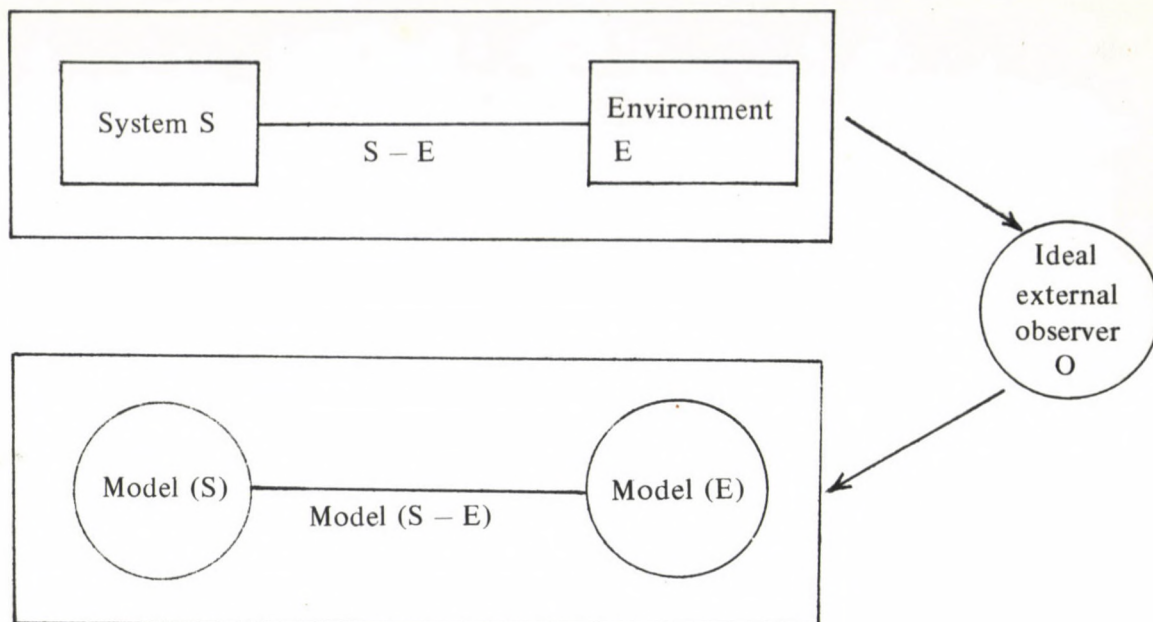 System S
S – E
Environment
E
Ideal
external
observer
O
Model (S)
Model (S – E)
Model (E)